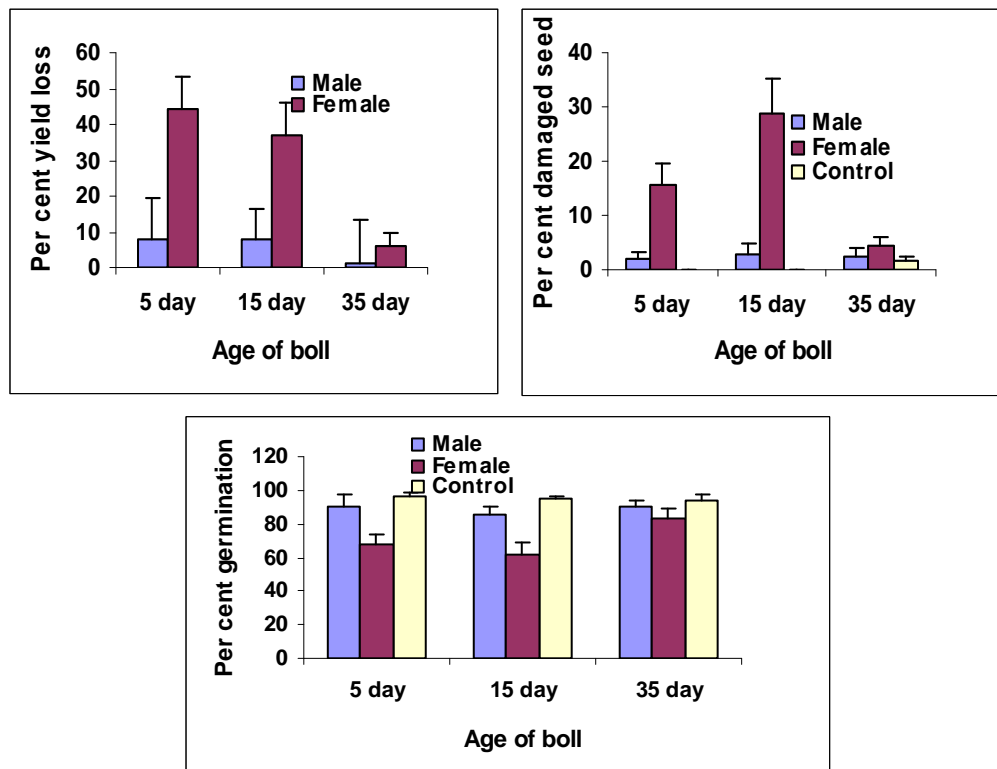 Per cent yield loss
60
50
40
30
20
10
0
Male
Female
5 day 15 day 35 day
Age of boll
Per cent damaged seed
40
30
20
10
0
Male
Female
Control
5 day 15 day 35 day
Age of boll
Per cent germination
120
100
80
60
40
20
0
Male
Female
Control
5 day 15 day 35 day
Age of boll